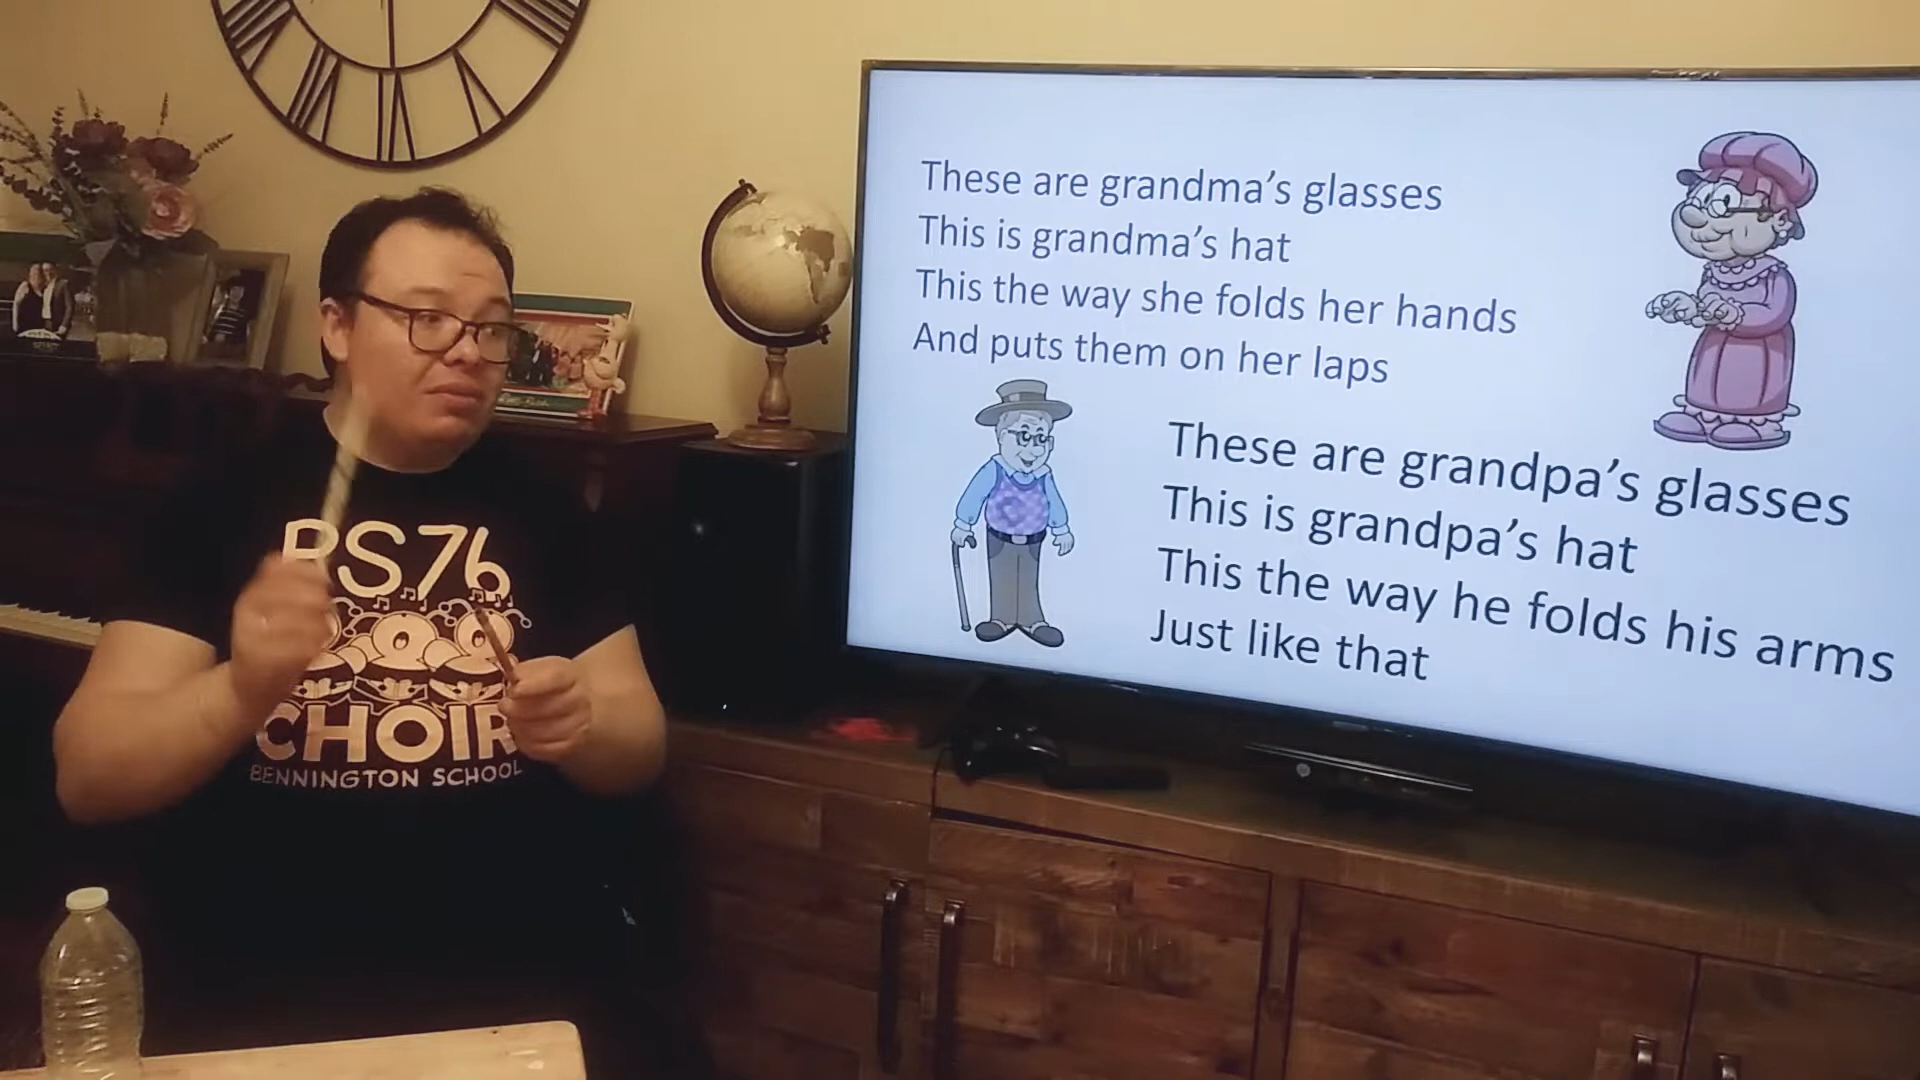 PS76
CHOIR
BENNINGTON SCHOOL
These are grandma's glasses
This is grandma's hat
This the way she folds her hands
And puts them on her laps
These are grandpa's glasses
This is grandpa's hat
This the way he folds his arms
Just like that